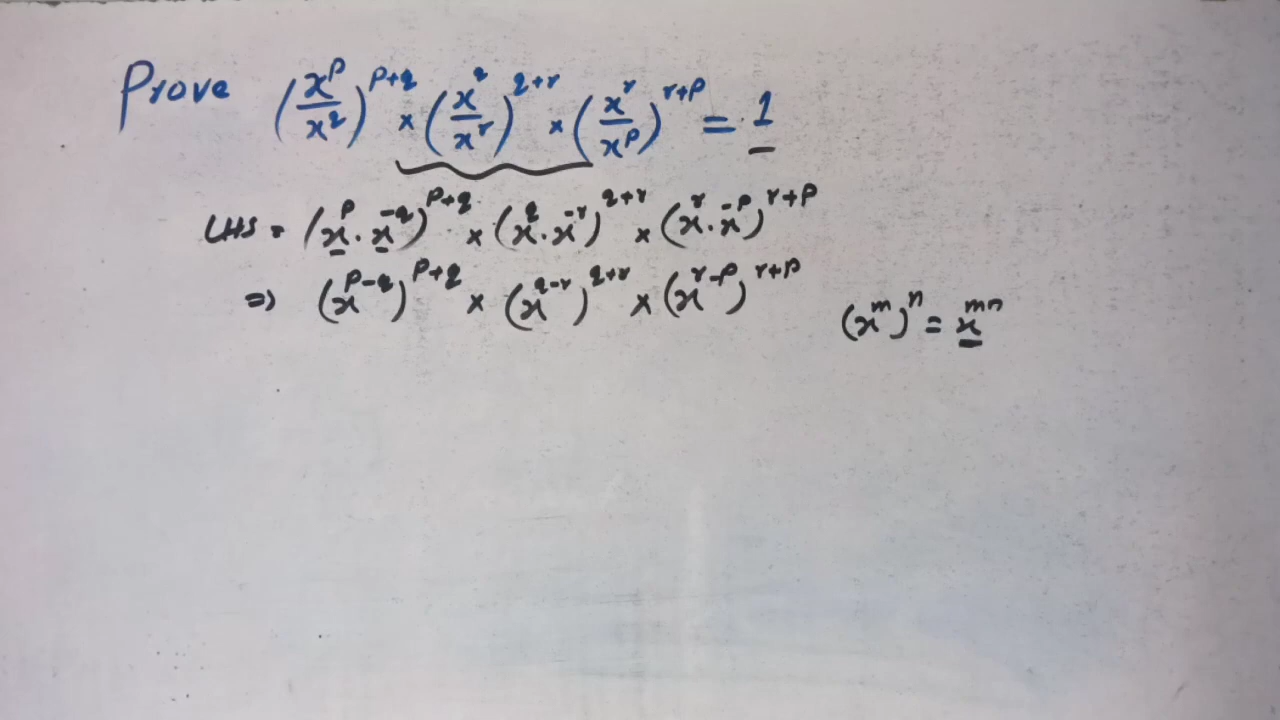 Prove (x^p/x^q)^{p+q} × (x^q/x^r)^{q+r} × (x^r/x^p)^{r+p} = 1
LHS = (x^p . x^{-q})^{p+q} × (x^q . x^{-r})^{q+r} × (x^r . x^{-p})^{r+p}
=> (x^{p-q})^{p+q} × (x^{q-r})^{q+r} × (x^{r-p})^{r+p}
(x^m)^n = x^{mn}